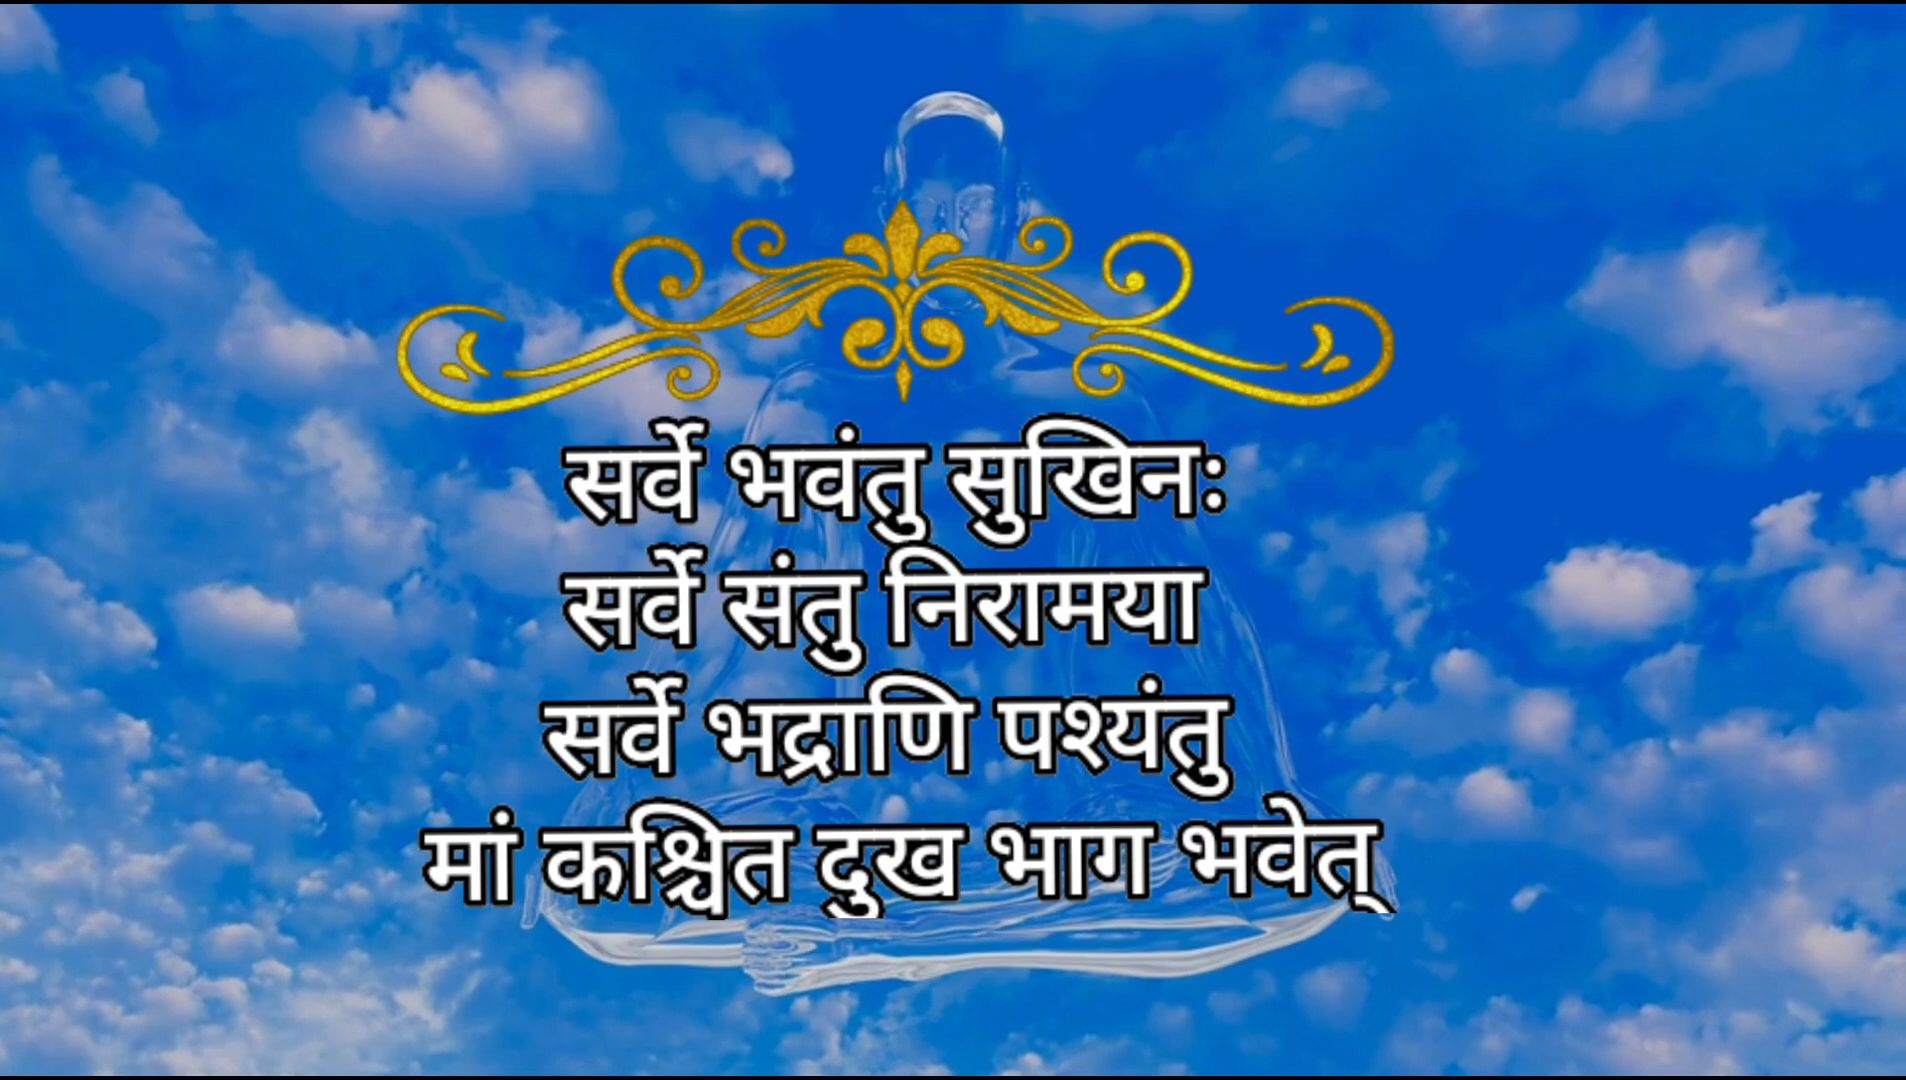 सर्वे भवंतु सुखिनः
सर्वे संतु निरामया
सर्वे भद्राणि पश्यंतु
मां कश्चित दुख भाग भवेत्